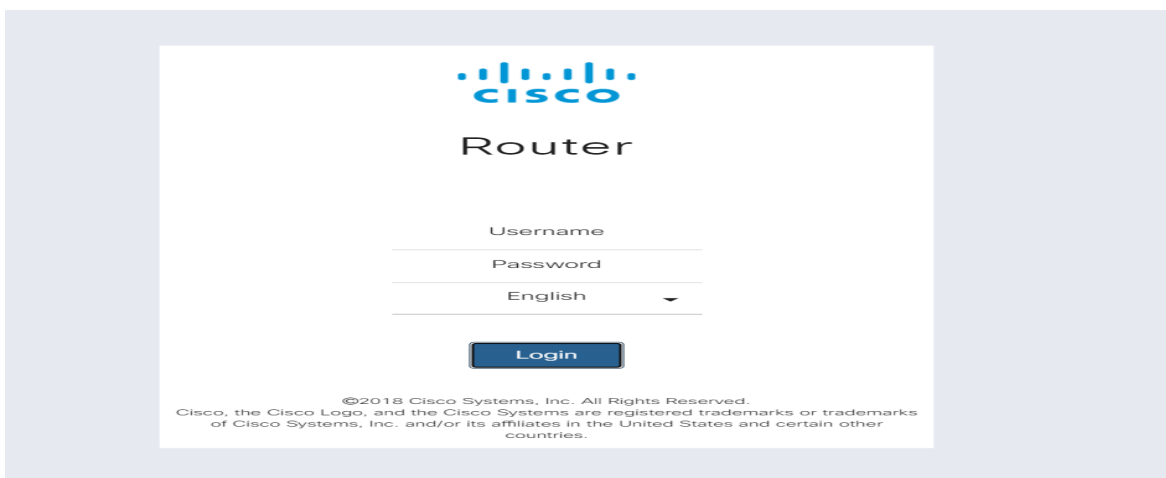 CISCO
Router
Username
Password
English
Login
©2018 Cisco Systems, Inc. All Rights Reserved.
Cisco, the Cisco Logo, and the Cisco Systems are registered trademarks or trademarks
of Cisco Systems, Inc. and/or its affiliates in the United States and certain other
countries.